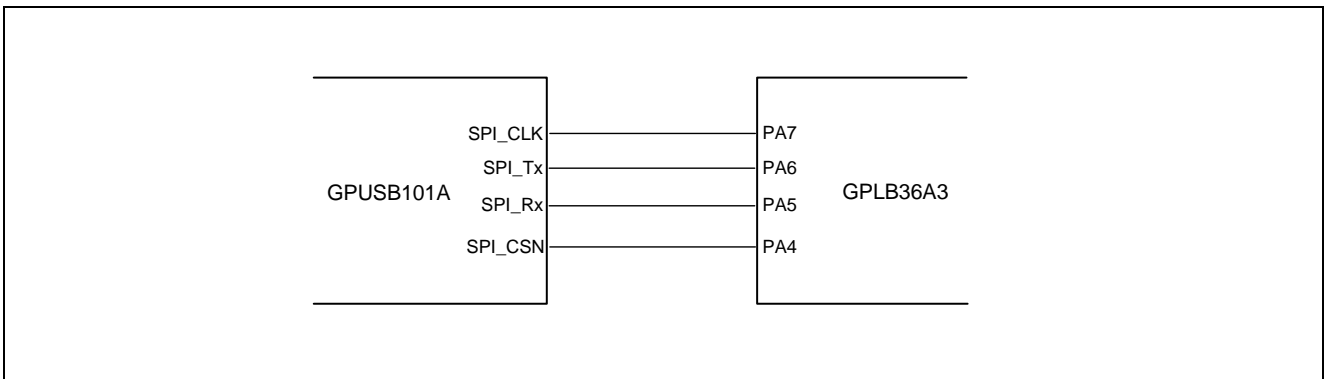 SPI_CLK PA7
SPI_Tx PA6
GPUSB101A SPI_Rx PA5 GPLB36A3
SPI_CSN PA4